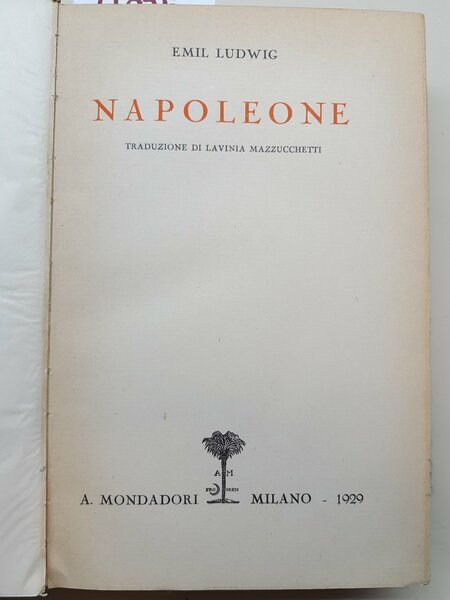 EMIL LUDWIG
NAPOLEONE
TRADUZIONE DI LAVINIA MAZZUCCHETTI
A M
A. MONDADORI MILANO - 1929